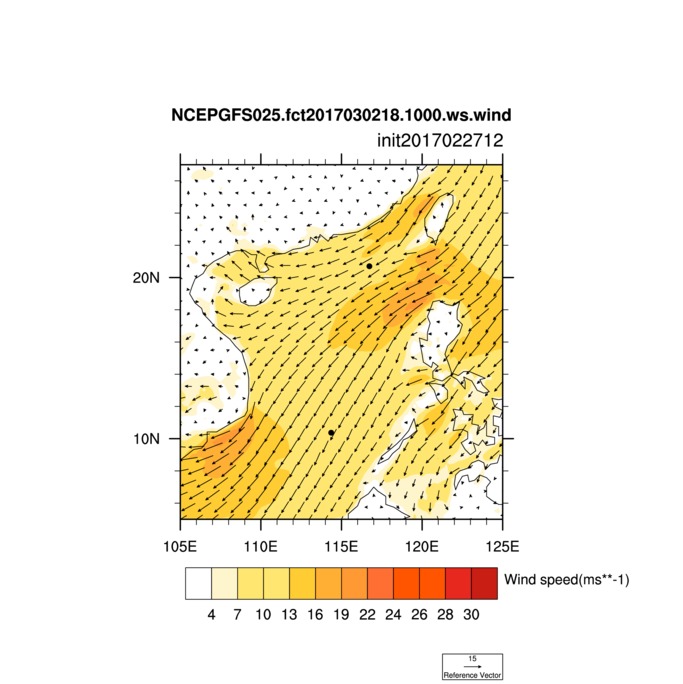 NCEPGFS025.fct2017030218.1000.ws.wind
init2017022712
20N
10N
105E 110E 115E 120E 125E
Wind speed(ms**-1)
4 7 10 13 16 19 22 24 26 28 30
15
Reference Vector